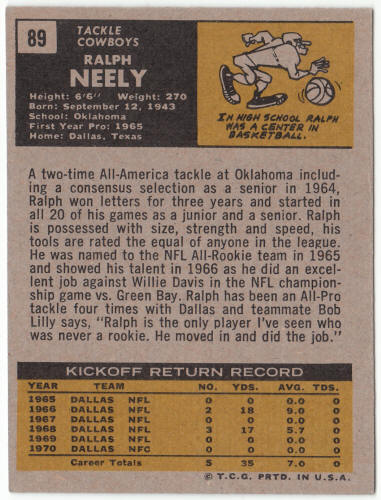 89
TACKLE
COWBOYS
RALPH
NEELY
Height: 6'6" Weight: 270
Born: September 12, 1943
School: Oklahoma
First Year Pro: 1965
Home: Dallas, Texas
IN HIGH SCHOOL RALPH
WAS A CENTER IN
BASKETBALL.
A two-time All-America tackle at Oklahoma includ-
ing a consensus selection as a senior in 1964,
Ralph won letters for three years and started in
all 20 of his games as a junior and a senior. Ralph
is possessed with size, strength and speed, his
tools are rated the equal of anyone in the league.
He was named to the NFL All-Rookie team in 1965
and showed his talent in 1966 as he did an excel-
lent job against Willie Davis in the NFL champion-
ship game vs. Green Bay. Ralph has been an All-Pro
tackle four times with Dallas and teammate Bob
Lilly says, "Ralph is the only player I've seen who
was never a rookie. He moved in and did the job."
KICKOFF RETURN RECORD
YEAR TEAM NO. YDS. AVG. TDS.
1965 DALLAS NFL 0 0 0 0
1966 DALLAS NFL 2 18 9.0 0
1967 DALLAS NFL 0 0 0 0
1968 DALLAS NFL 3 17 5.7 0
1969 DALLAS NFL 0 0 0 0
1970 DALLAS NFC 0 0 0 0
Career Totals 5 35 7.0 0
© T.C.G. PRTD. IN U.S.A.